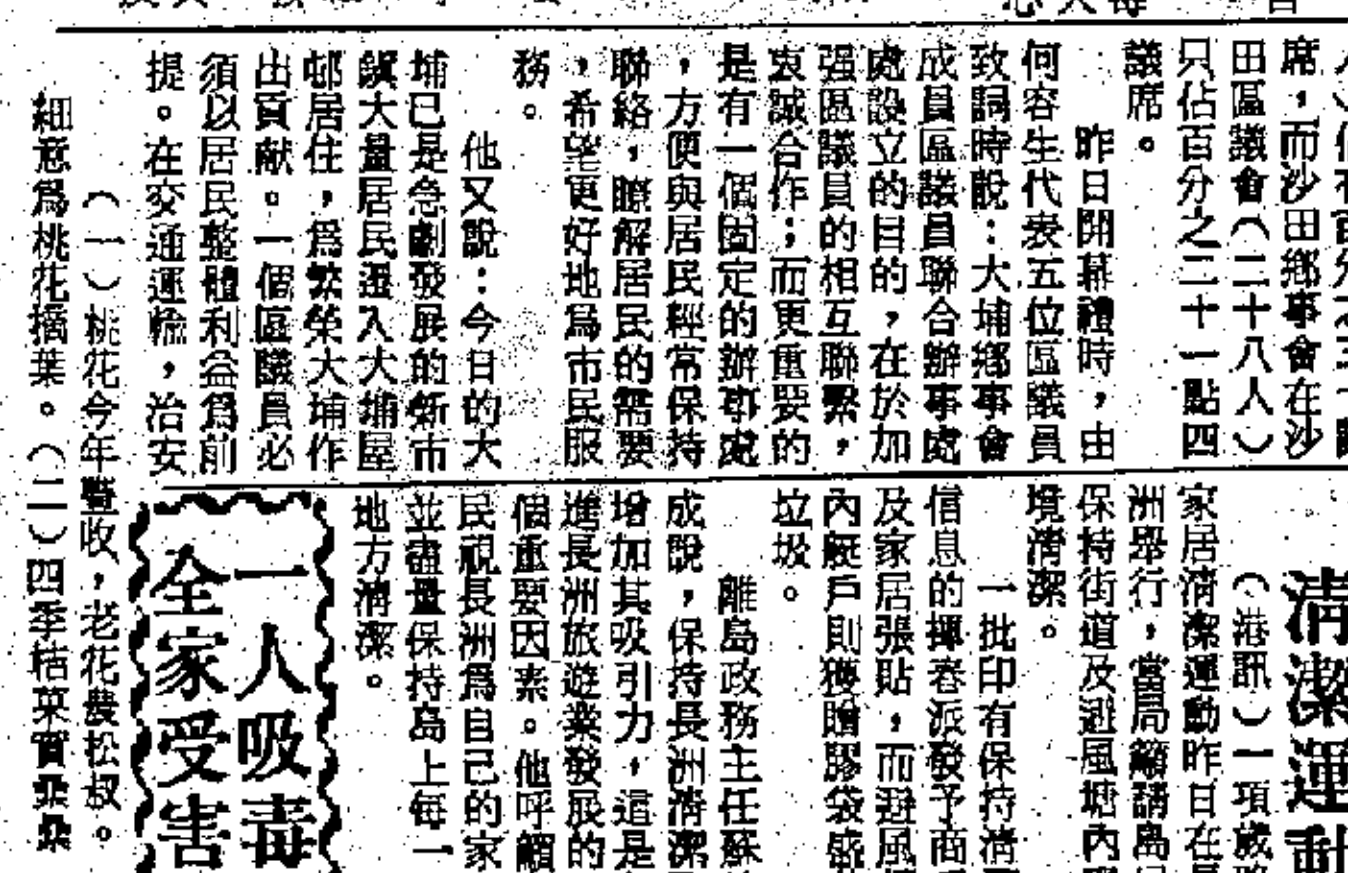 席，而沙田鄉事會在沙
田區議會（二十八人）
只佔百分之二十一點四
議席。
昨日開幕禮時，由
何容生代表五位區議員
致詞時說：大埔鄉事會
成員區議員聯合辦事處
處設立的目的，在於加
强區議員的相互聯繫，
衷誠合作；而更重要的
是有一個固定的辦事處
，方便與居民經常保持
聯絡，瞭解居民的需要
，希望更好地爲市民服
務。
他又說：今日的大
埔已是急劇發展的新市
鎮大量居民遷入大埔屋
邨居住，爲繁榮大埔作
出貢献。一個區議員必
須以居民整體利益爲前
提。在交通運輸，治安
清潔運動
（港訊）一項歲晚
家居清潔運動昨日在長
洲舉行，當局籲請島
保持街道及避風塘內
境清潔。
一批印有保持清
信息的揮春派發予商
及家居張貼，而避風
內艇戶則獲贈膠袋盛
垃圾。
離島政務主任蘇
成說，保持長洲清潔
增加其吸引力，這是
進長洲旅遊業發展的
個重要因素。他呼籲
民視長洲爲自己的家
並盡量保持島上每一
地方清潔。
一人吸毒
全家受害
（一）桃花今年豐收，老花農松叔。
細意爲桃花摘葉。（二）四季桔菓實纍纍